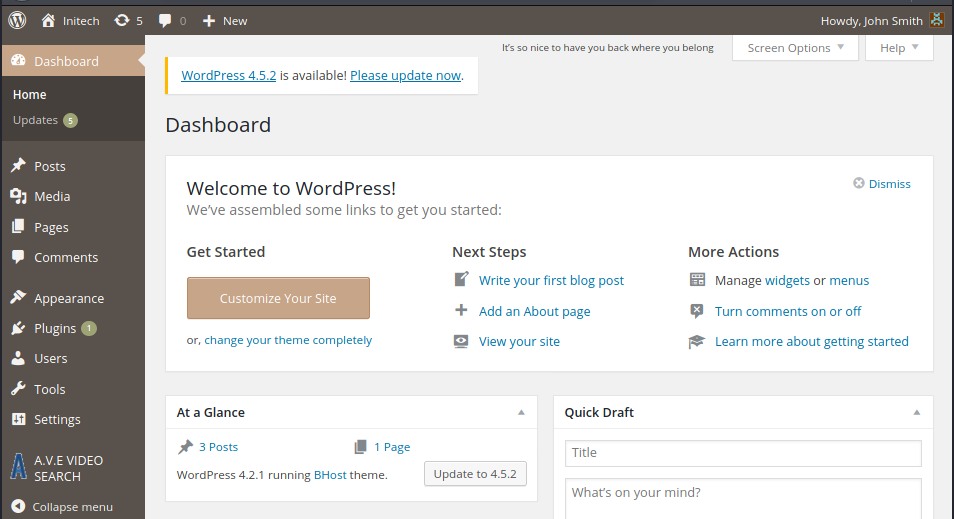 Initech 5 0 New Howdy, John Smith
Dashboard
Home
Updates 5
Posts
Media
Pages
Comments
Appearance
Plugins 1
Users
Tools
Settings
A.V.E VIDEO
SEARCH
Collapse menu
It's so nice to have you back where you belong
Screen Options
Help
WordPress 4.5.2 is available! Please update now.
Dashboard
Welcome to WordPress!
We've assembled some links to get you started:
Dismiss
Get Started
Customize Your Site
or, change your theme completely
Next Steps
Write your first blog post
Add an About page
View your site
More Actions
Manage widgets or menus
Turn comments on or off
Learn more about getting started
At a Glance
3 Posts 1 Page
WordPress 4.2.1 running BHost theme. Update to 4.5.2
Quick Draft
Title
What's on your mind?